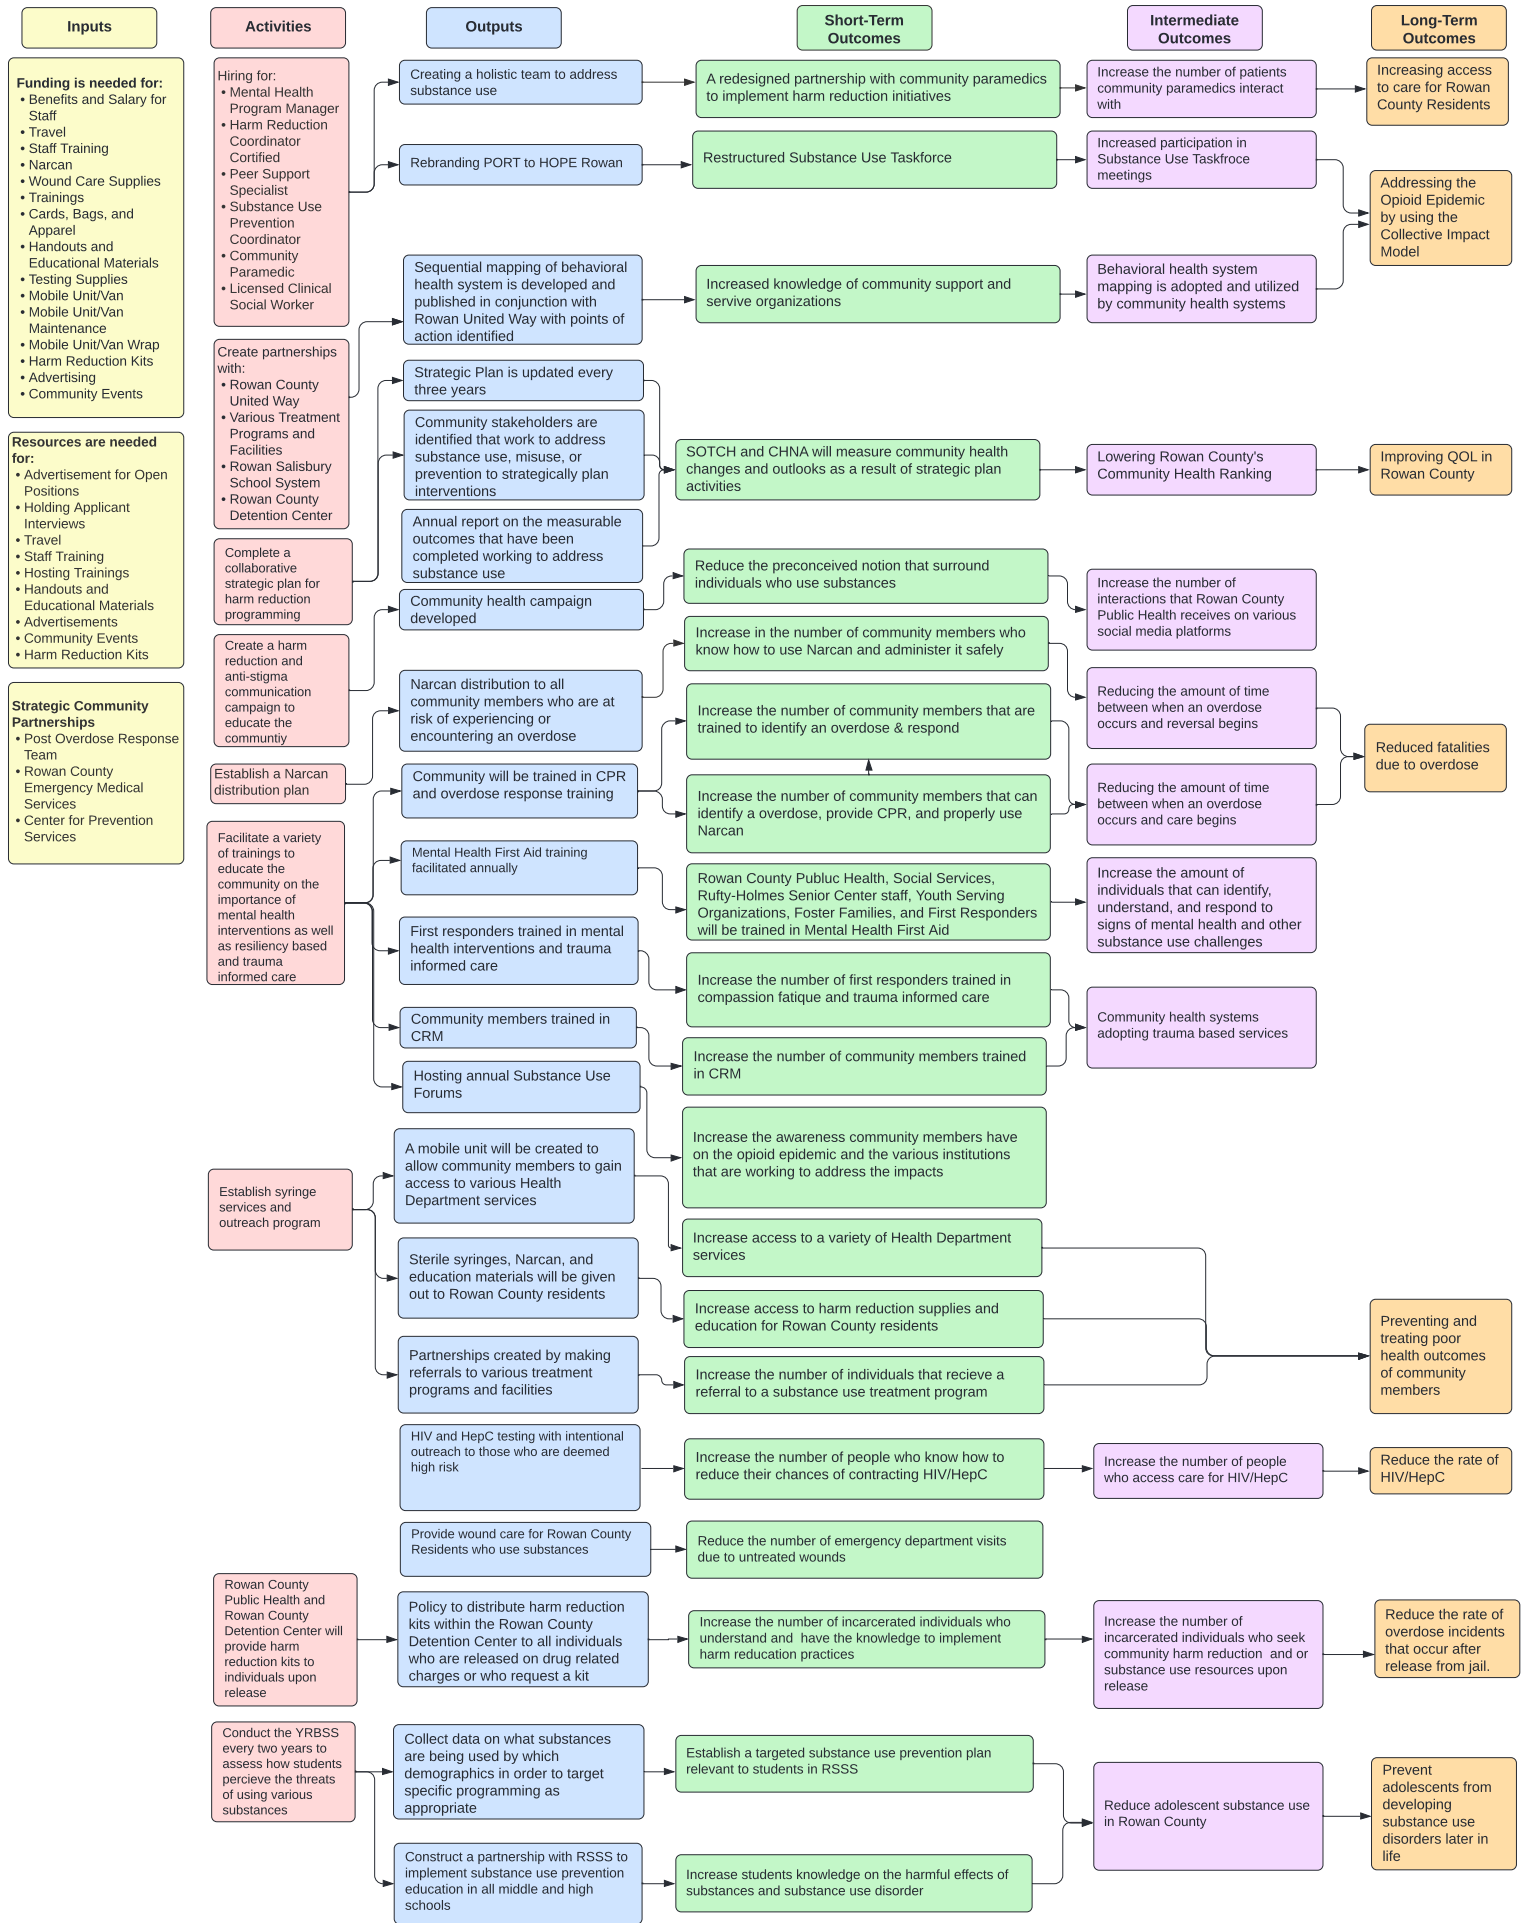 Inputs
Activities
Outputs
Short-Term
Outcomes
Intermediate
Outcomes
Long-Term
Outcomes
Funding is needed for:
• Benefits and Salary for
Staff
• Travel
• Staff Training
• Narcan
• Wound Care Supplies
• Trainings
• Cards, Bags, and
Apparel
• Handouts and
Educational Materials
• Testing Supplies
• Mobile Unit/Van
• Mobile Unit/Van
Maintenance
• Mobile Unit/Van Wrap
• Harm Reduction Kits
• Advertising
• Community Events
Resources are needed
for:
• Advertisement for Open
Positions
• Holding Applicant
Interviews
• Travel
• Staff Training
• Hosting Trainings
• Handouts and
Educational Materials
• Advertisements
• Community Events
• Harm Reduction Kits
Strategic Community
Partnerships
• Post Overdose Response
Team
• Rowan County
Emergency Medical
Services
• Center for Prevention
Services
Hiring for:
• Mental Health
Program Manager
• Harm Reduction
Coordinator
Cortified
• Peer Support
Specialist
• Substance Use
Prevention
Coordinator
• Community
Paramedic
• Licensed Clinical
Social Worker
Create partnerships
with:
• Rowan County
United Way
• Various Treatment
Programs and
Facilities
• Rowan Salisbury
School System
• Rowan County
Detention Center
Complete a
collaborative
strategic plan for
harm reduction
programming
Create a harm
reduction and
anti-stigma
communication
campaign to
educate the
communtiy
Establish a Narcan
distribution plan
Facilitate a variety
of trainings to
educate the
community on the
importance of
mental health
interventions as well
as resiliency based
and trauma
informed care
Establish syringe
services and
outreach program
Rowan County
Public Health and
Rowan County
Detention Center will
provide harm
reduction kits to
individuals upon
release
Conduct the YRBSS
every two years to
assess how students
percieve the threats
of using various
substances
Creating a holistic team to address
substance use
Rebranding PORT to HOPE Rowan
Sequential mapping of behavioral
health system is developed and
published in conjunction with
Rowan United Way with points of
action identified
Strategic Plan is updated every
three years
Community stakeholders are
identified that work to address
substance use, misuse, or
prevention to strategically plan
interventions
Annual report on the measurable
outcomes that have been
completed working to address
substance use
Community health campaign
developed
Narcan distribution to all
community members who are at
risk of experiencing or
encountering an overdose
Community will be trained in CPR
and overdose response training
Mental Health First Aid training
facilitated annually
First responders trained in mental
health interventions and trauma
informed care
Community members trained in
CRM
Hosting annual Substance Use
Forums
A mobile unit will be created to
allow community members to gain
access to various Health
Department services
Sterile syringes, Narcan, and
education materials will be given
out to Rowan County residents
Partnerships created by making
referrals to various treatment
programs and facilities
HIV and HepC testing with intentional
outreach to those who are deemed
high risk
Provide wound care for Rowan County
Residents who use substances
Policy to distribute harm reduction
kits within the Rowan County
Detention Center to all individuals
who are released on drug related
charges or who request a kit
Collect data on what substances
are being used by which
demographics in order to target
specific programming as
appropriate
Construct a partnership with RSSS to
implement substance use prevention
education in all middle and high
schools
A redesigned partnership with community paramedics
to implement harm reduction initiatives
Restructured Substance Use Taskforce
Increased knowledge of community support and
servive organizations
SOTCH and CHNA will measure community health
changes and outlooks as a result of strategic plan
activities
Reduce the preconceived notion that surround
individuals who use substances
Increase in the number of community members who
know how to use Narcan and administer it safely
Increase the number of community members that are
trained to identify an overdose & respond
Increase the number of community members that can
identify a overdose, provide CPR, and properly use
Narcan
Rowan County Publuc Health, Social Services,
Rufty-Holmes Senior Center staff, Youth Serving
Organizations, Foster Families, and First Responders
will be trained in Mental Health First Aid
Increase the number of first responders trained in
compassion fatique and trauma informed care
Increase the number of community members trained
in CRM
Increase the awareness community members have
on the opioid epidemic and the various institutions
that are working to address the impacts
Increase access to a variety of Health Department
services
Increase access to harm reduction supplies and
education for Rowan County residents
Increase the number of individuals that recieve a
referral to a substance use treatment program
Increase the number of people who know how to
reduce their chances of contracting HIV/HepC
Reduce the number of emergency department visits
due to untreated wounds
Increase the number of incarcerated individuals who
understand and  have the knowledge to implement
harm reducation practices
Establish a targeted substance use prevention plan
relevant to students in RSSS
Increase students knowledge on the harmful effects of
substances and substance use disorder
Increase the number of patients
community paramedics interact
with
Increased participation in
Substance Use Taskfroce
meetings
Behavioral health system
mapping is adopted and utilized
by community health systems
Lowering Rowan County's
Community Health Ranking
Increase the number of
interactions that Rowan County
Public Health receives on various
social media platforms
Reducing the amount of time
between when an overdose
occurs and reversal begins
Reducing the amount of time
between when an overdose
occurs and care begins
Increase the amount of
individuals that can identify,
understand, and respond to
signs of mental health and other
substance use challenges
Community health systems
adopting trauma based services
Increase the number of people
who access care for HIV/HepC
Increase the number of
incarcerated individuals who seek
community harm reduction  and or
substance use resources upon
release
Reduce adolescent substance use
in Rowan County
Increasing access
to care for Rowan
County Residents
Addressing the
Opioid Epidemic
by using the
Collective Impact
Model
Improving QOL in
Rowan County
Reduced fatalities
due to overdose
Preventing and
treating poor
health outcomes
of community
members
Reduce the rate of
HIV/HepC
Reduce the rate of
overdose incidents
that occur after
release from jail.
Prevent
adolescents from
developing
substance use
disorders later in
life